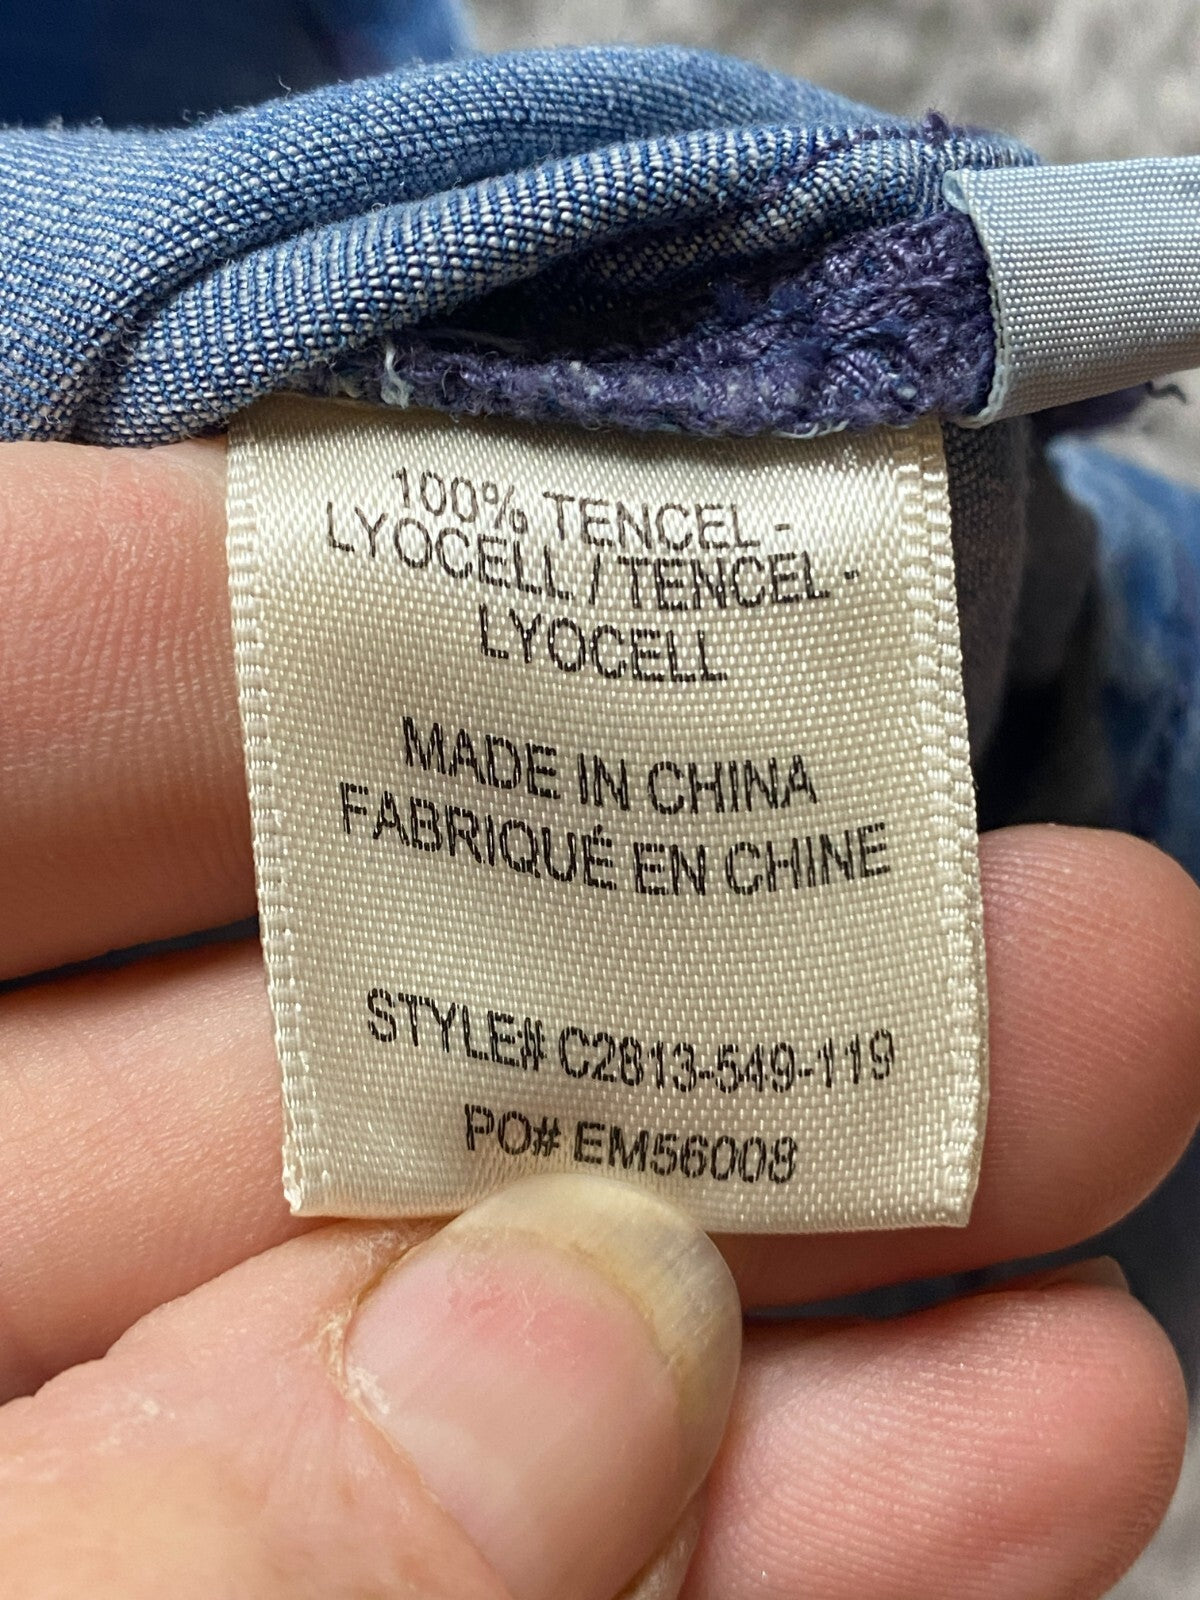 100% TENCEL -
LYOCELL / TENCEL -
LYOCELL
MADE IN CHINA
FABRIQUÉ EN CHINE
STYLE# C2813-549-119
PO# EM56008